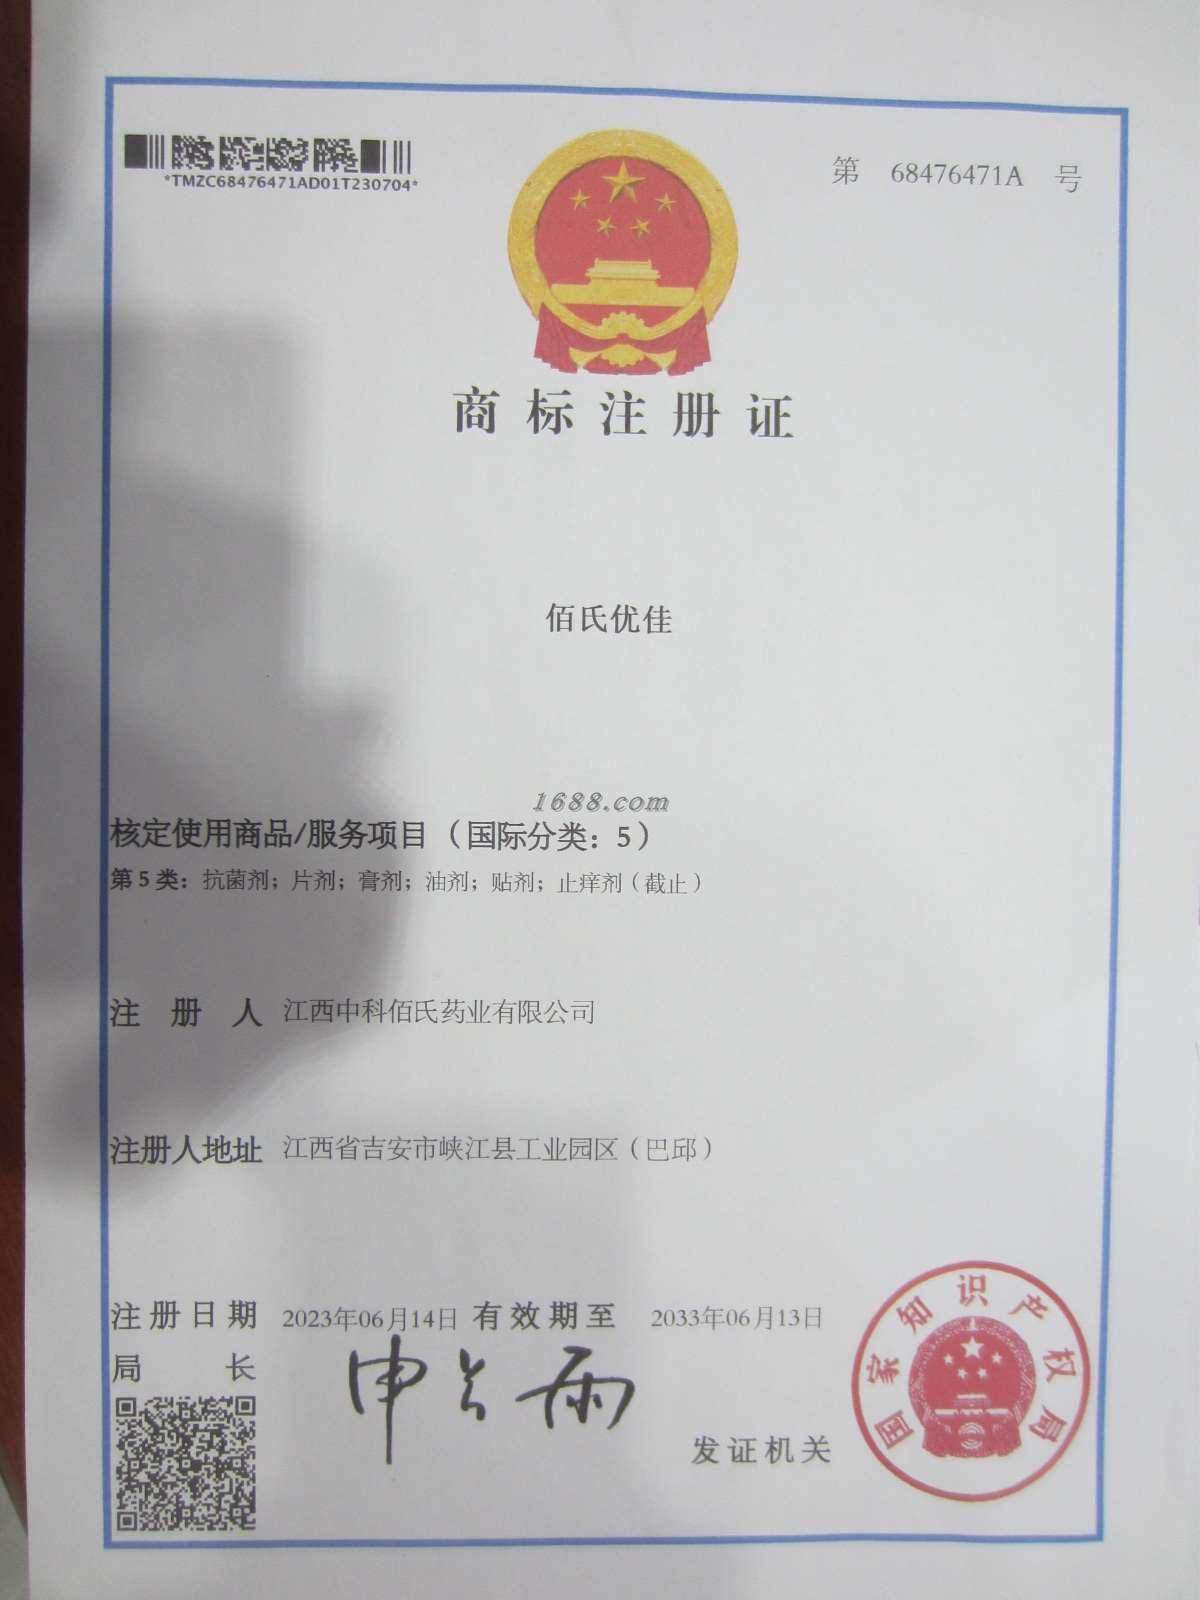 *TMZC68476471AD01T230704*
第 68476471A 号
商标注册证
佰氏优佳
1688.com
核定使用商品/服务项目（国际分类：5）
第5类：抗菌剂；片剂；膏剂；油剂；贴剂；止痒剂（截止）
注册人 江西中科佰氏药业有限公司
注册人地址 江西省吉安市峡江县工业园区（巴邱）
注册日期 2023年06月14日 有效期至 2033年06月13日
局长 申长雨
发证机关
国家知识产权局